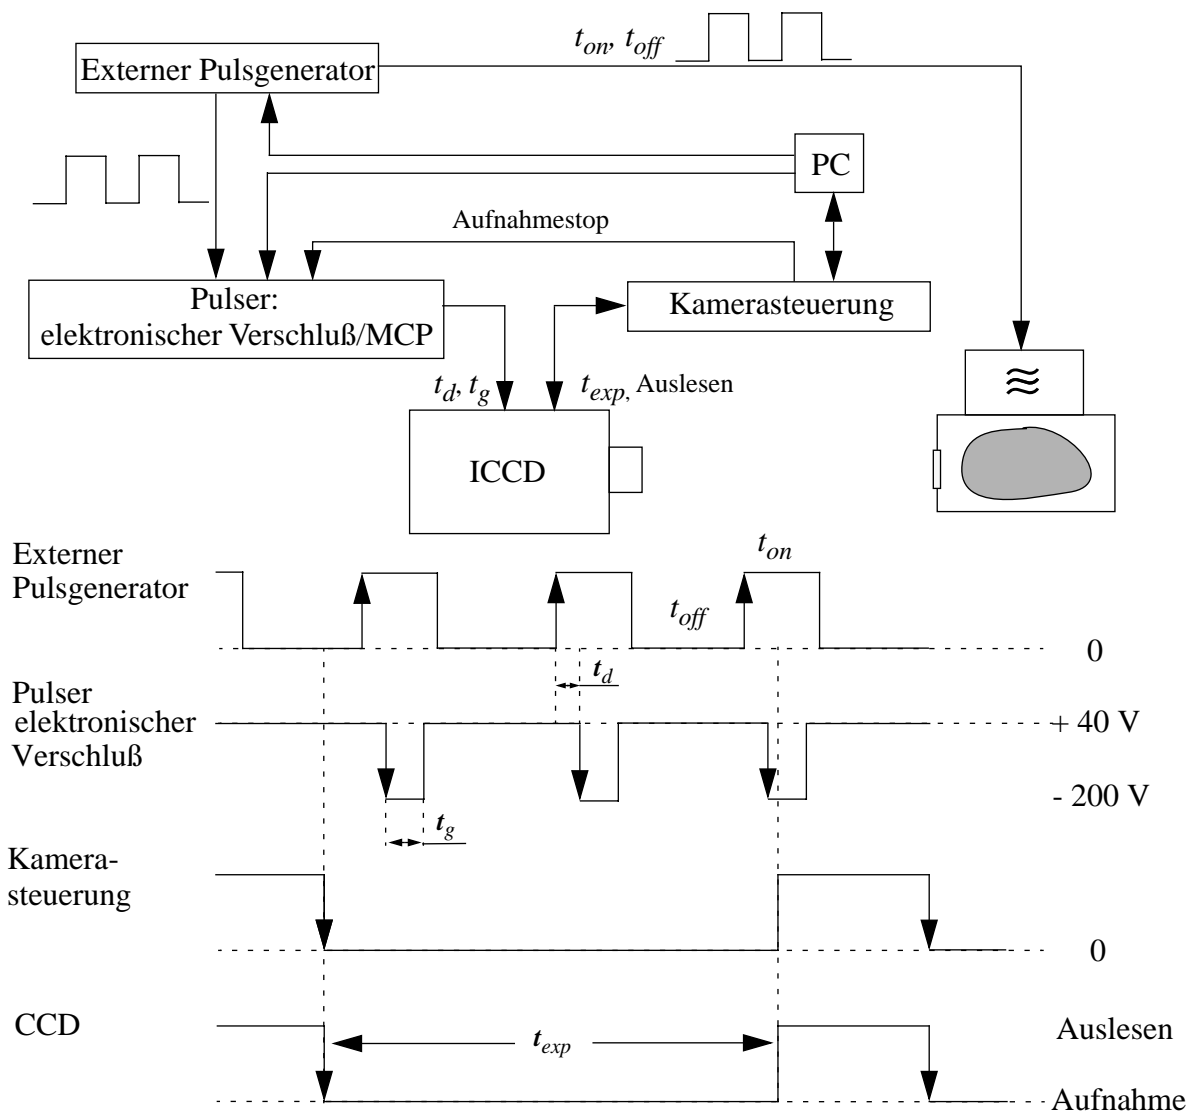 t_on, t_off
Externer Pulsgenerator
PC
Aufnahmestop
Pulser:
elektronischer Verschluß/MCP
Kamerasteuerung
t_d, t_g
t_exp, Auslesen
≋
ICCD
Externer
Pulsgenerator
t_on
t_off
0
t_d
Pulser
elektronischer
Verschluß
+ 40 V
- 200 V
t_g
Kamera-
steuerung
0
CCD
t_exp
Auslesen
Aufnahme